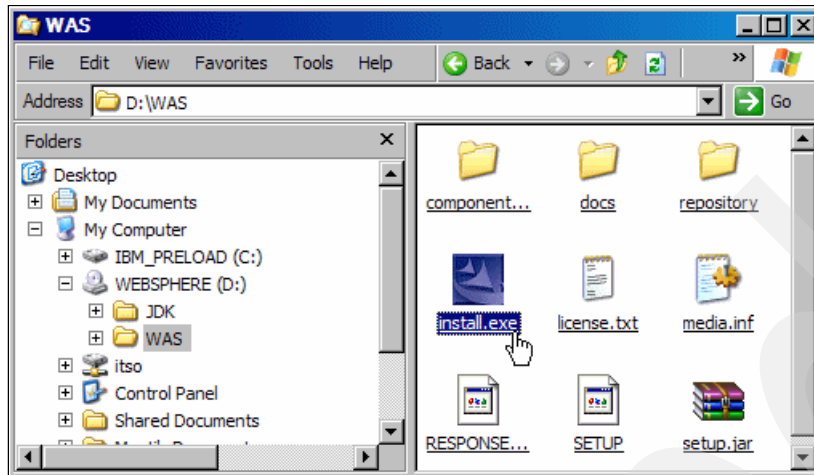 WAS
File Edit View Favorites Tools Help Back »
Address D:\WAS Go
Folders x
Desktop
My Documents
My Computer
IBM_PRELOAD (C:)
WEBSPHERE (D:)
JDK
WAS
itso
Control Panel
Shared Documents
component... docs repository
install.exe license.txt media.inf
RESPONSE... SETUP setup.jar